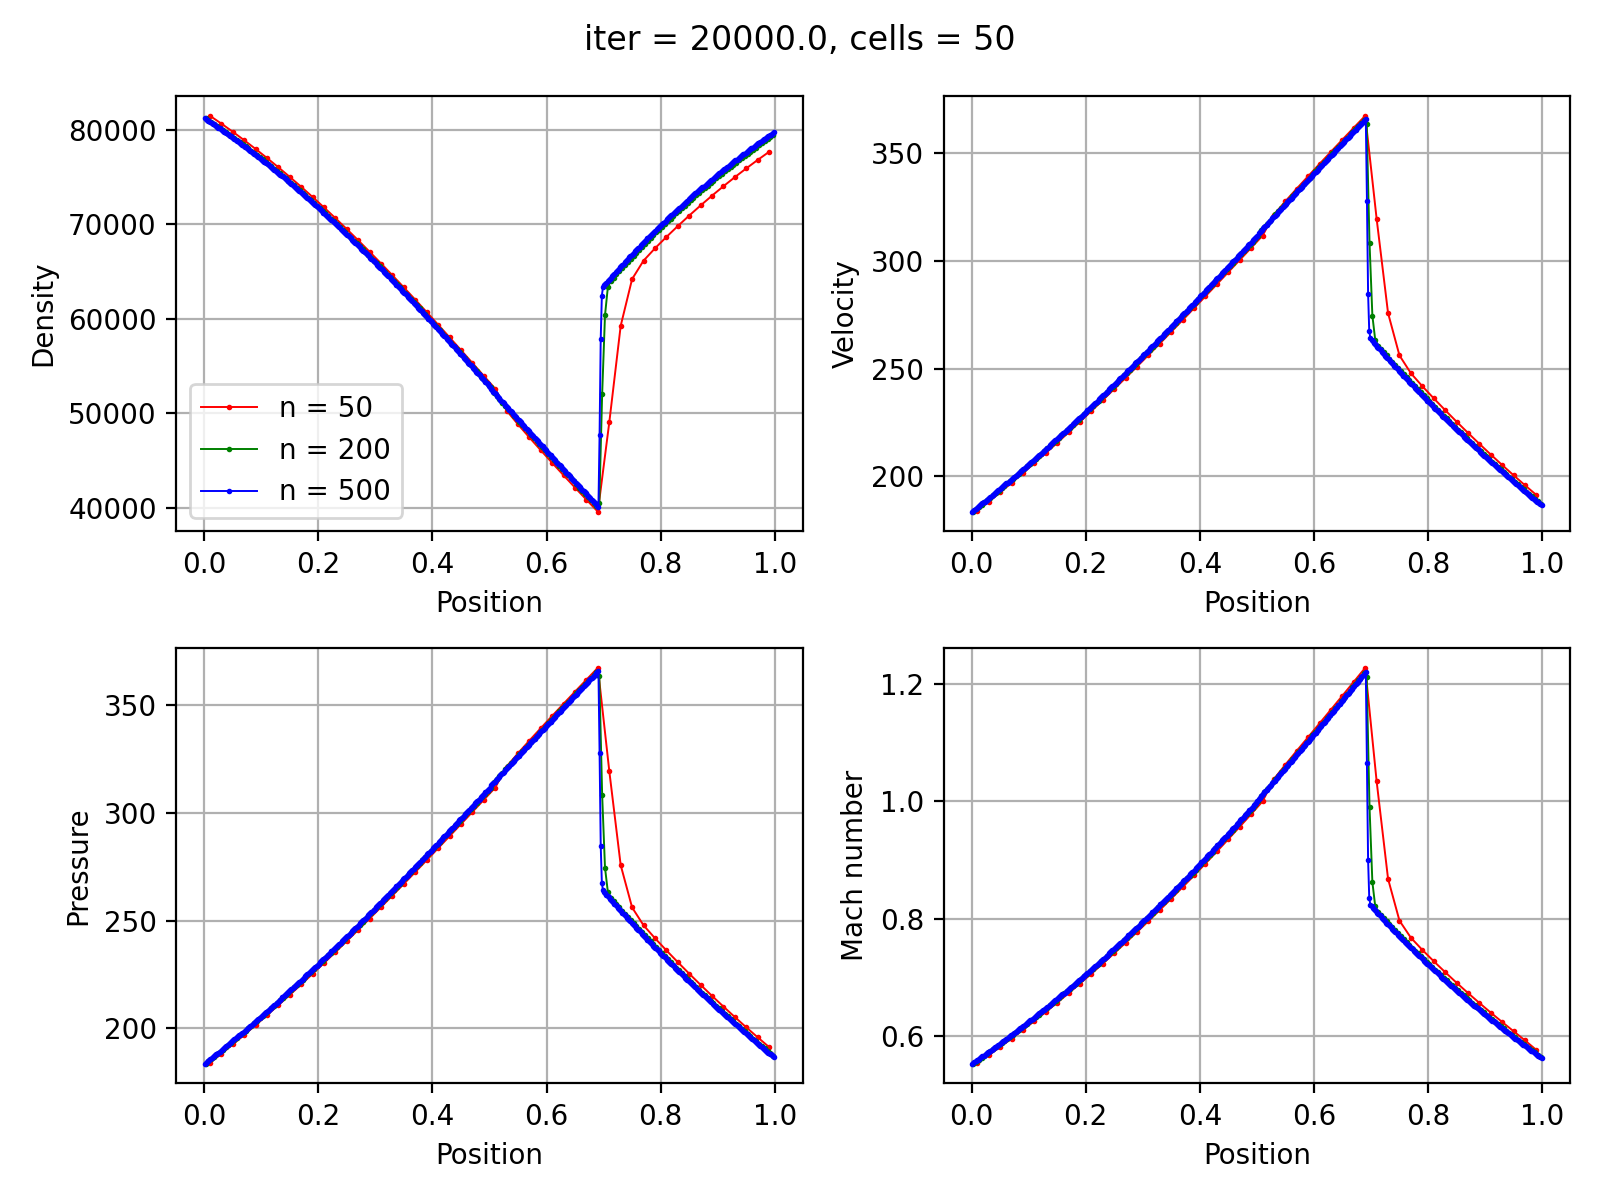 iter = 20000.0, cells = 50
80000
70000
60000
50000
40000
Density
n = 50
n = 200
n = 500
0.0 0.2 0.4 0.6 0.8 1.0
Position
350
300
250
200
Velocity
0.0 0.2 0.4 0.6 0.8 1.0
Position
350
300
250
200
Pressure
0.0 0.2 0.4 0.6 0.8 1.0
Position
1.2
1.0
0.8
0.6
Mach number
0.0 0.2 0.4 0.6 0.8 1.0
Position